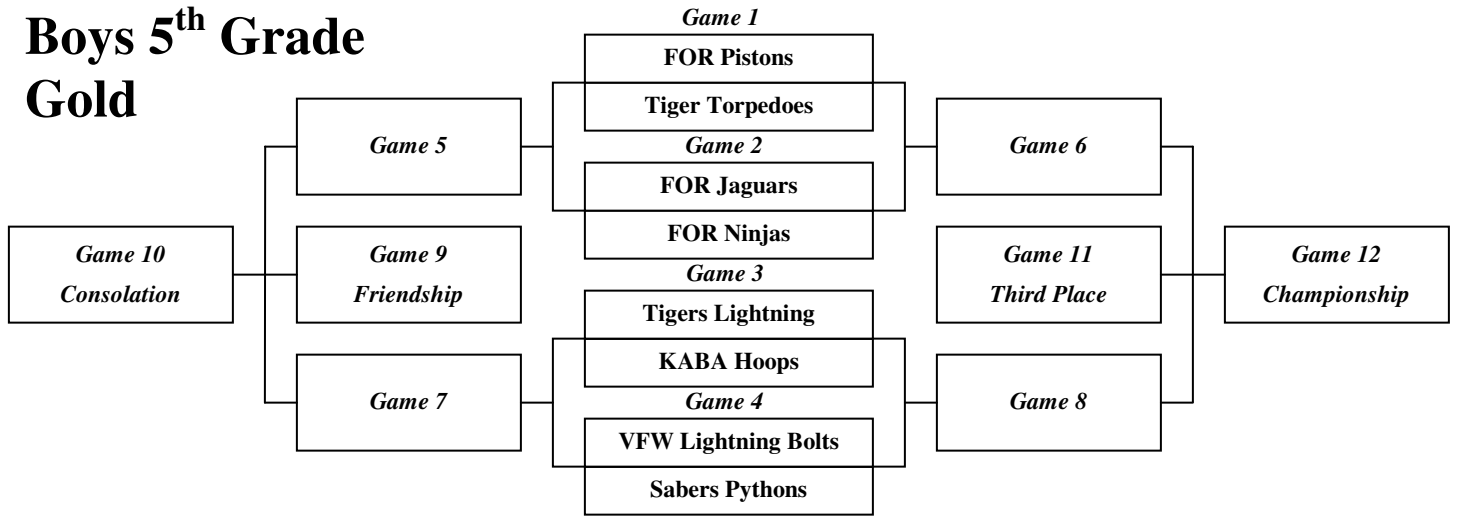 Boys 5th Grade
Gold
Game 1
FOR Pistons
Tiger Torpedoes
Game 2
FOR Jaguars
FOR Ninjas
Game 3
Tigers Lightning
KABA Hoops
Game 4
VFW Lightning Bolts
Sabers Pythons
Game 5
Game 9
Friendship
Game 7
Game 10
Consolation
Game 6
Game 11
Third Place
Game 8
Game 12
Championship